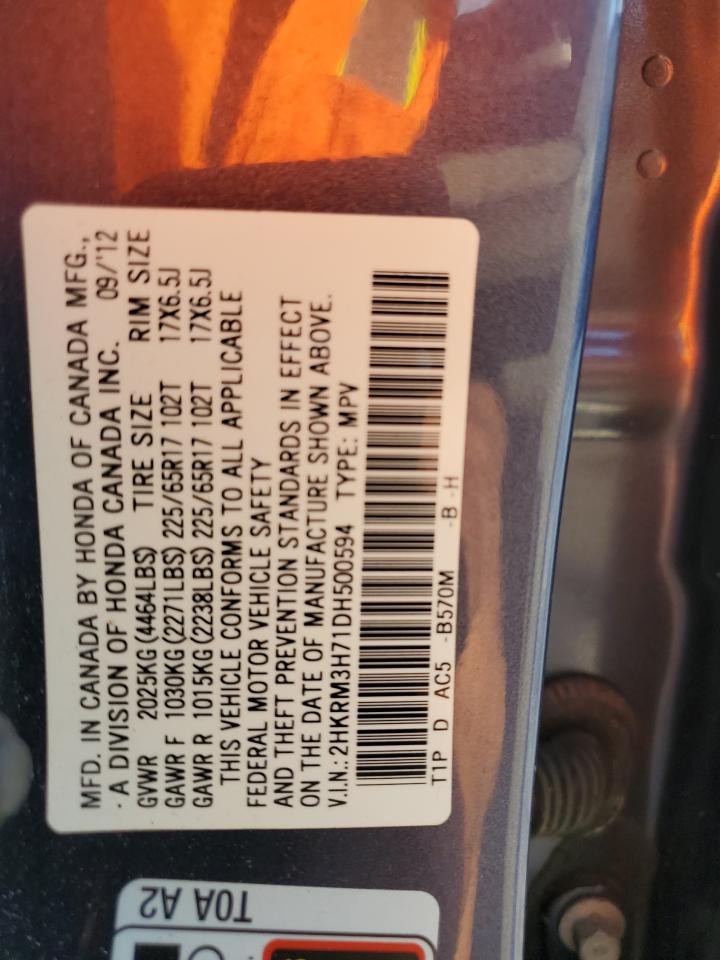 MFD. IN CANADA BY HONDA OF CANADA MFG.,
· A DIVISION OF HONDA CANADA INC. 09/'12
GVWR 2025KG (4464LBS) TIRE SIZE RIM SIZE
GAWR F 1030KG (2271LBS) 225/65R17 102T 17X6.5J
GAWR R 1015KG (2238LBS) 225/65R17 102T 17X6.5J
THIS VEHICLE CONFORMS TO ALL APPLICABLE
FEDERAL MOTOR VEHICLE SAFETY
AND THEFT PREVENTION STANDARDS IN EFFECT
ON THE DATE OF MANUFACTURE SHOWN ABOVE.
V.I.N.: 2HKRM3H71DH500594 TYPE: MPV
T1P D AC5 -B570M -B -H
T0A A2